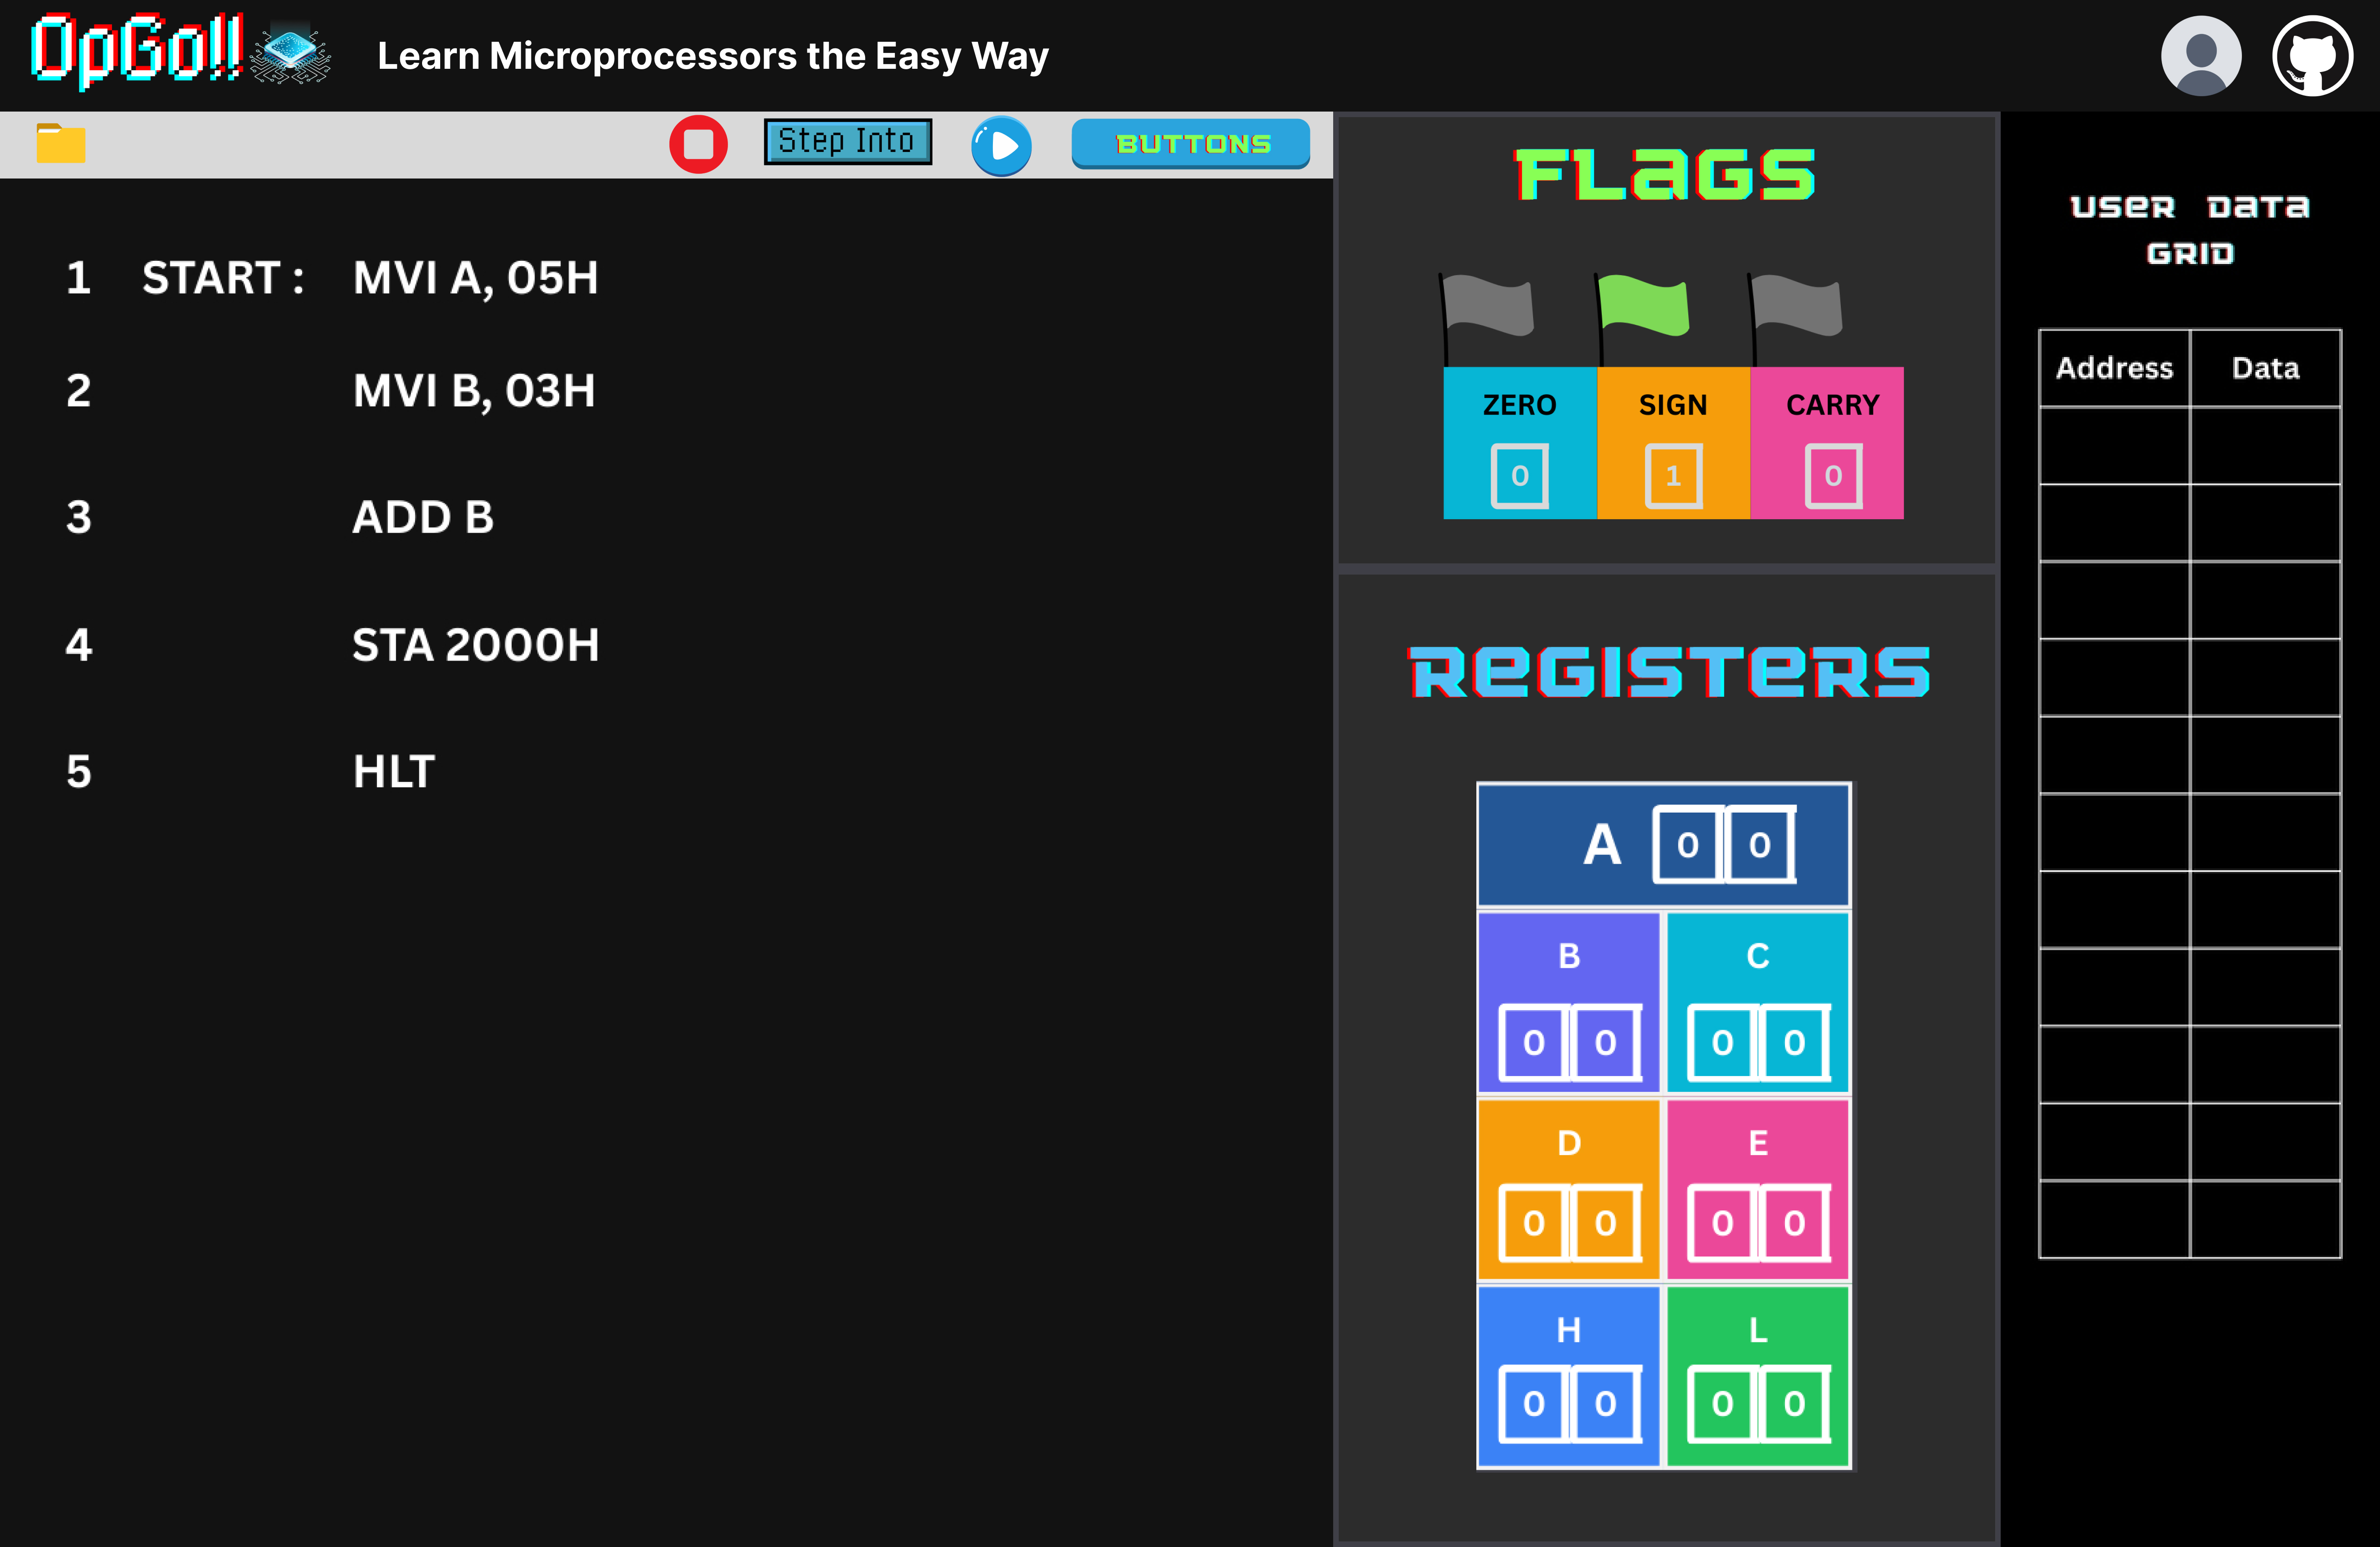 OpGo!! Learn Microprocessors the Easy Way
Step Into BUTTONS
1 START : MVI A, 05H
2 MVI B, 03H
3 ADD B
4 STA 2000H
5 HLT
FLaGS
ZERO SIGN CARRY
0 1 0
ReGISTeRS
A 0 0
B C
0 0 0 0
D E
0 0 0 0
H L
0 0 0 0
USeR DaTa
GRID
Address Data